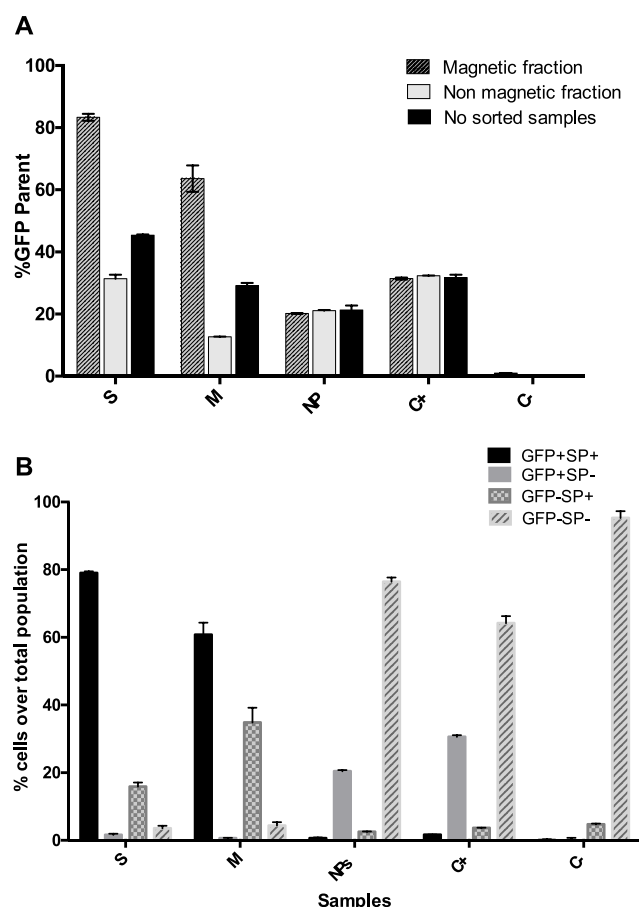 A
100
80
60
40
20
0
%GFP Parent
Magnetic fraction
Non magnetic fraction
No sorted samples
S
M
NP
C+
C-
B
GFP+SP+
GFP+SP-
GFP-SP+
GFP-SP-
100
80
60
40
20
0
% cells over total population
S
M
NPs
C+
C-
Samples